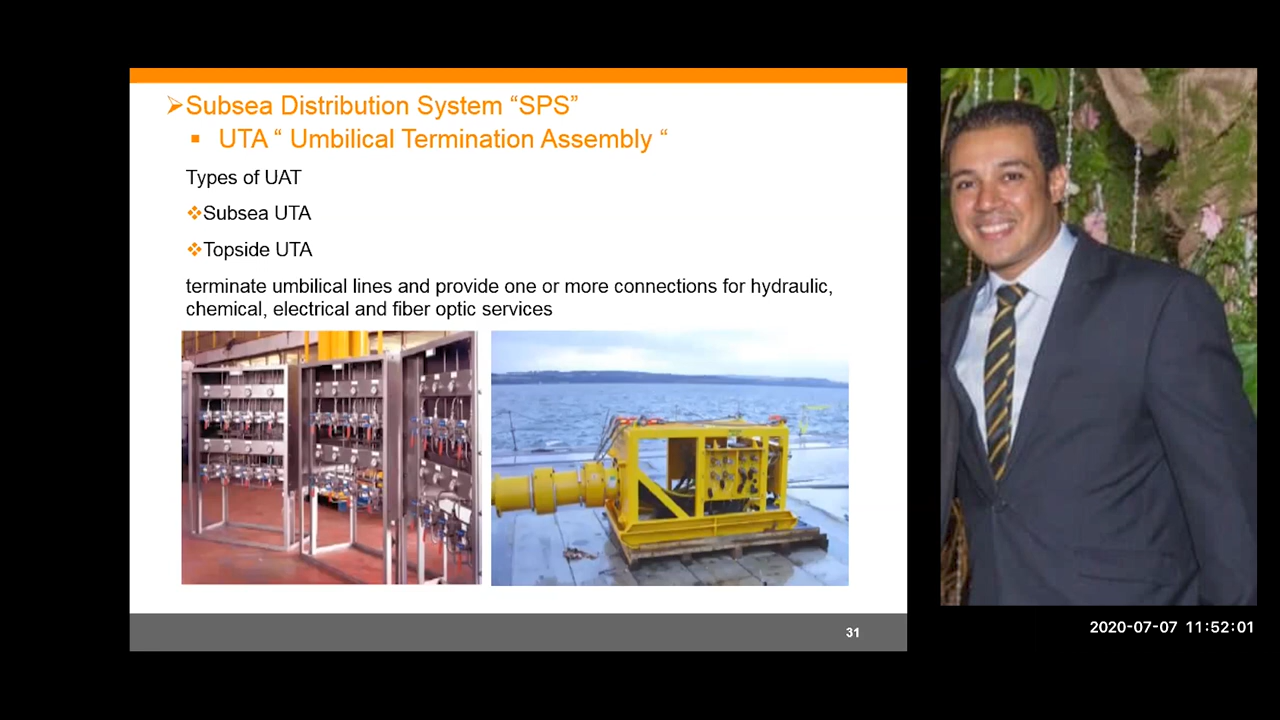 ➢Subsea Distribution System “SPS”
▪ UTA “ Umbilical Termination Assembly “
Types of UAT
❖Subsea UTA
❖Topside UTA
terminate umbilical lines and provide one or more connections for hydraulic,
chemical, electrical and fiber optic services
31
2020-07-07 11:52:01